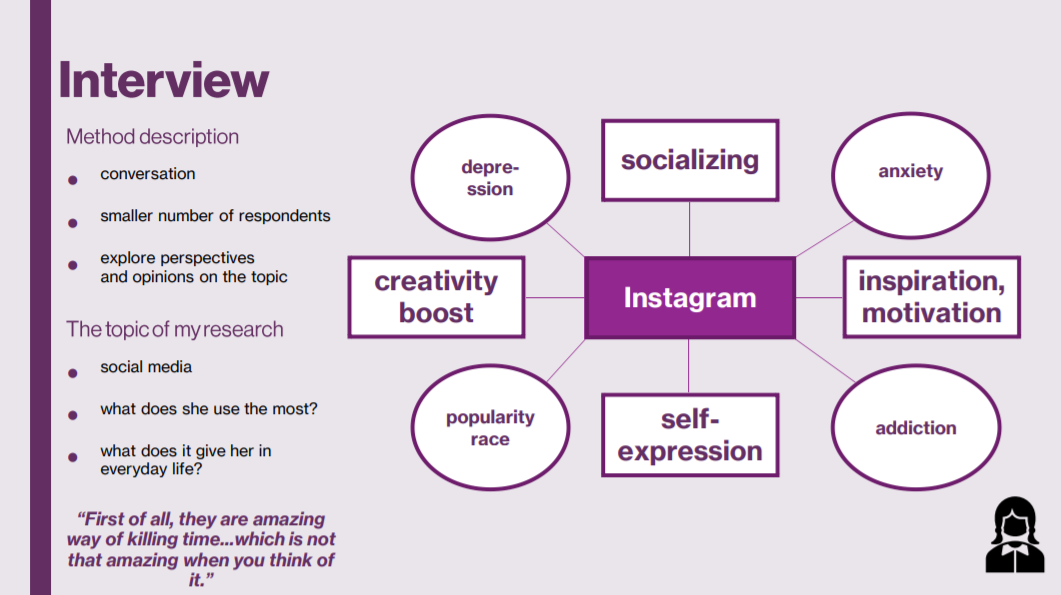 Interview
Method description
conversation
smaller number of respondents
explore perspectives
and opinions on the topic
The topic of my research
social media
what does she use the most?
what does it give her in
everyday life?
“First of all, they are amazing
way of killing time...which is not
that amazing when you think of
it.”
depre-
ssion
socializing
anxiety
creativity
boost
Instagram
inspiration,
motivation
popularity
race
self-
expression
addiction